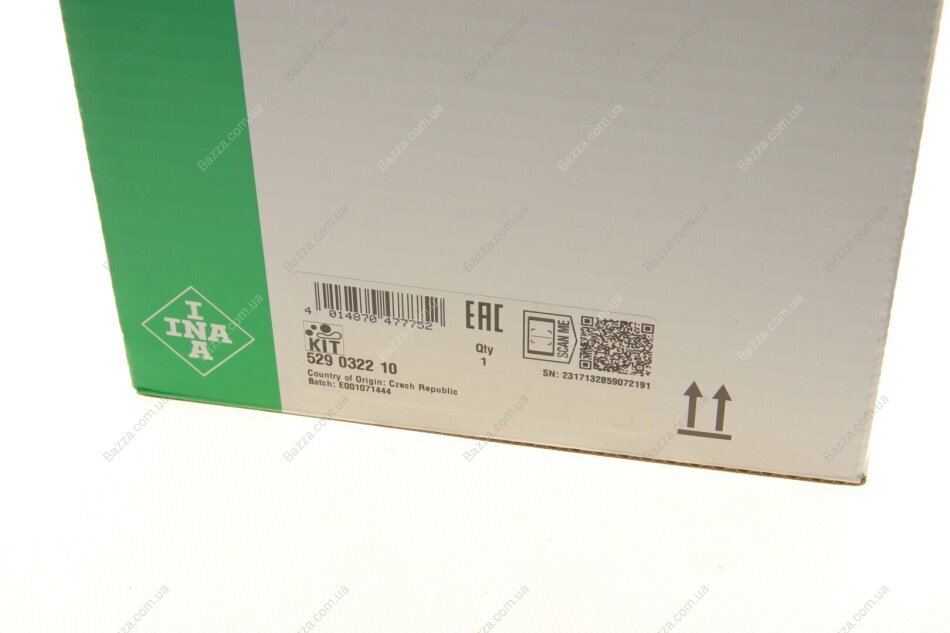 I
INA
A
4 014870 477752
EAC
KIT
529 0322 10
Qty
1
SCAN ME
SN: 2317132859072191
Country of Origin: Czech Republic
Batch: E001071444
Bazza.com.ua